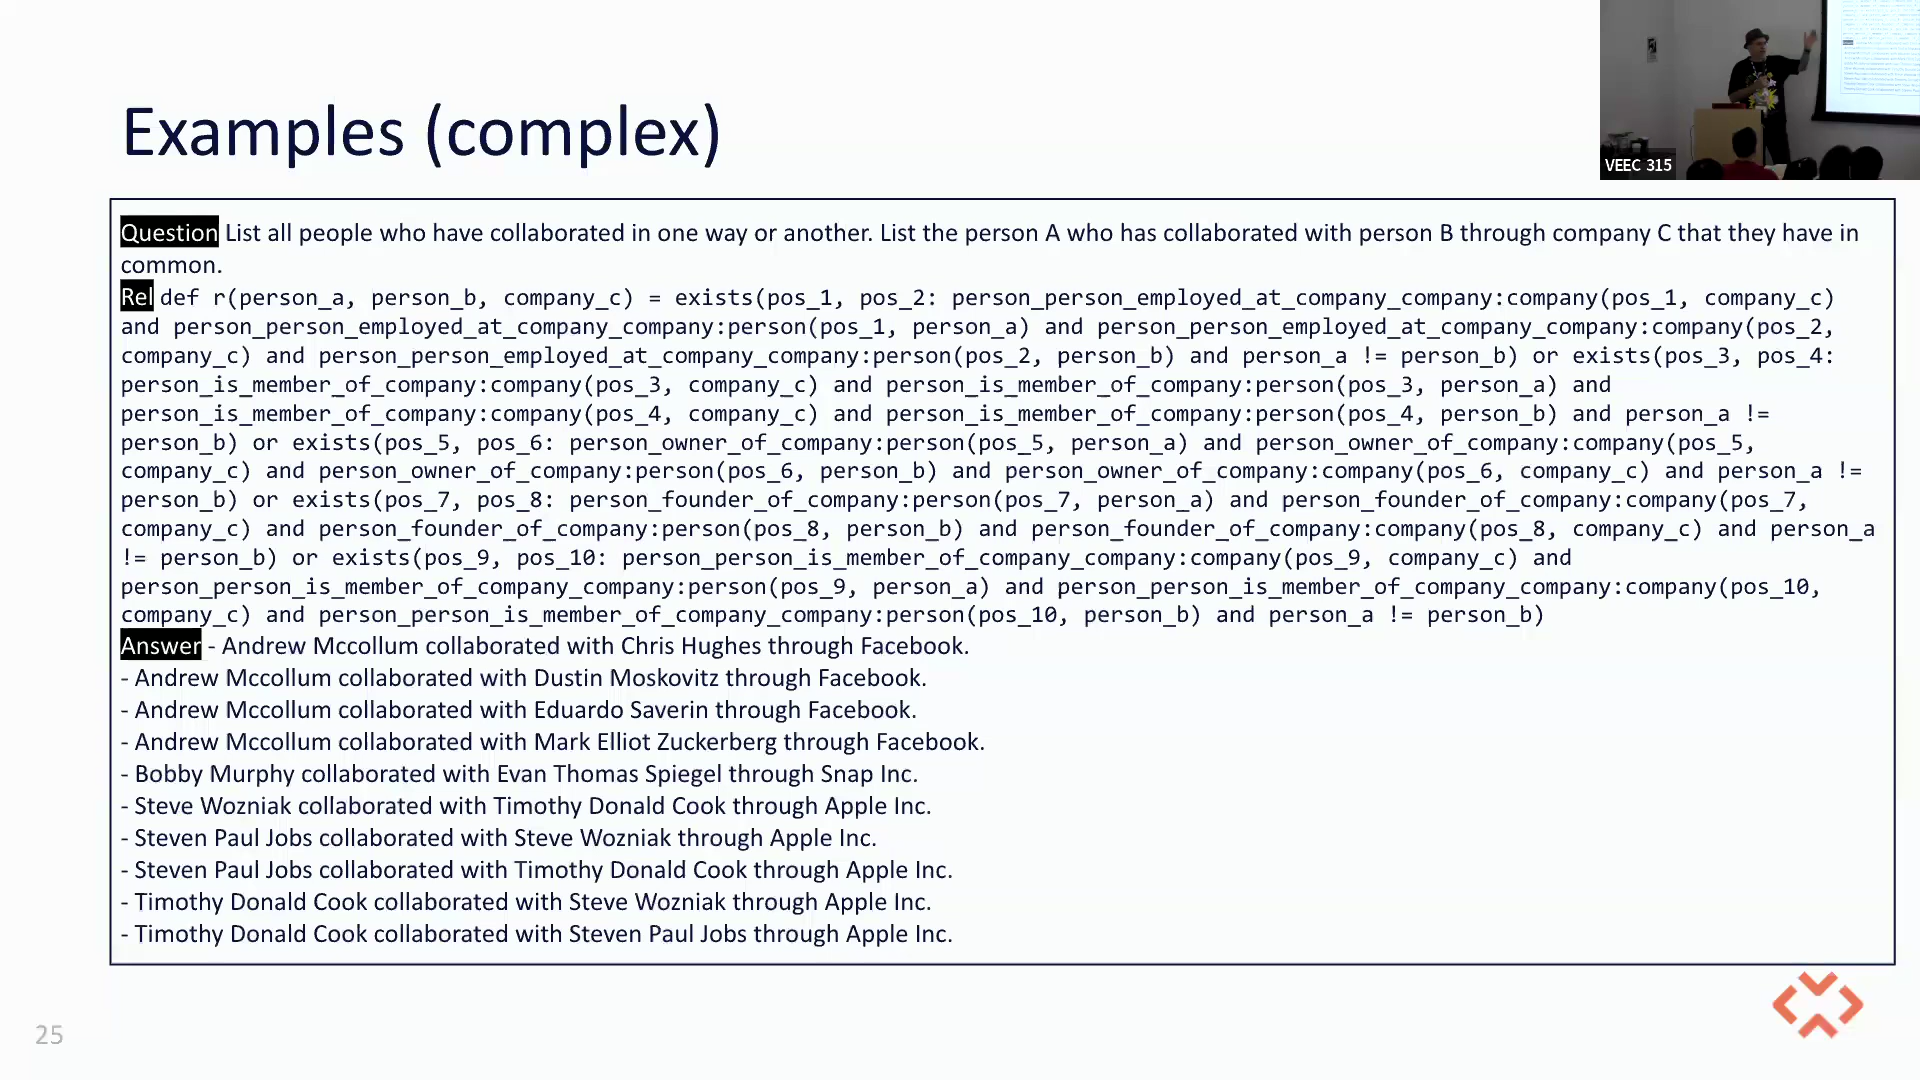 VEEC 315
Examples (complex)
Question List all people who have collaborated in one way or another. List the person A who has collaborated with person B through company C that they have in
common.
Rel def r(person_a, person_b, company_c) = exists(pos_1, pos_2: person_person_employed_at_company_company:company(pos_1, company_c)
and person_person_employed_at_company_company:person(pos_1, person_a) and person_person_employed_at_company_company:company(pos_2,
company_c) and person_person_employed_at_company_company:person(pos_2, person_b) and person_a != person_b) or exists(pos_3, pos_4:
person_is_member_of_company:company(pos_3, company_c) and person_is_member_of_company:person(pos_3, person_a) and
person_is_member_of_company:company(pos_4, company_c) and person_is_member_of_company:person(pos_4, person_b) and person_a !=
person_b) or exists(pos_5, pos_6: person_owner_of_company:person(pos_5, person_a) and person_owner_of_company:company(pos_5,
company_c) and person_owner_of_company:person(pos_6, person_b) and person_owner_of_company:company(pos_6, company_c) and person_a !=
person_b) or exists(pos_7, pos_8: person_founder_of_company:person(pos_7, person_a) and person_founder_of_company:company(pos_7,
company_c) and person_founder_of_company:person(pos_8, person_b) and person_founder_of_company:company(pos_8, company_c) and person_a
!= person_b) or exists(pos_9, pos_10: person_person_is_member_of_company_company:company(pos_9, company_c) and
person_person_is_member_of_company_company:person(pos_9, person_a) and person_person_is_member_of_company_company:company(pos_10,
company_c) and person_person_is_member_of_company_company:person(pos_10, person_b) and person_a != person_b)
Answer - Andrew Mccollum collaborated with Chris Hughes through Facebook.
- Andrew Mccollum collaborated with Dustin Moskovitz through Facebook.
- Andrew Mccollum collaborated with Eduardo Saverin through Facebook.
- Andrew Mccollum collaborated with Mark Elliot Zuckerberg through Facebook.
- Bobby Murphy collaborated with Evan Thomas Spiegel through Snap Inc.
- Steve Wozniak collaborated with Timothy Donald Cook through Apple Inc.
- Steven Paul Jobs collaborated with Steve Wozniak through Apple Inc.
- Steven Paul Jobs collaborated with Timothy Donald Cook through Apple Inc.
- Timothy Donald Cook collaborated with Steve Wozniak through Apple Inc.
- Timothy Donald Cook collaborated with Steven Paul Jobs through Apple Inc.
25